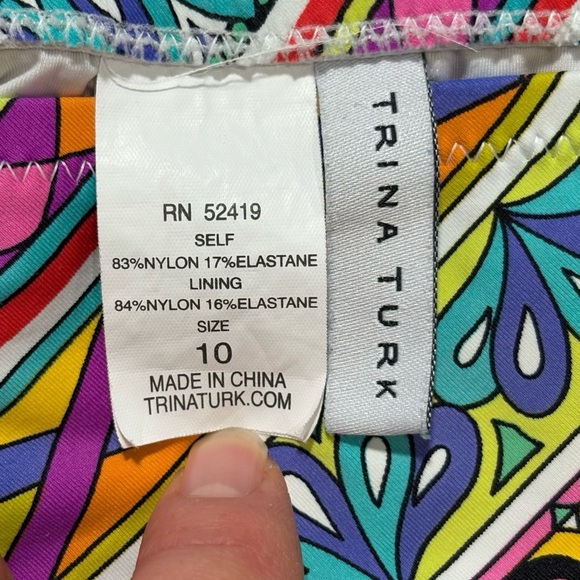 RN 52419
SELF
83%NYLON 17%ELASTANE
LINING
84%NYLON 16%ELASTANE
SIZE
10
MADE IN CHINA
TRINATURK.COM
TRINA TURK